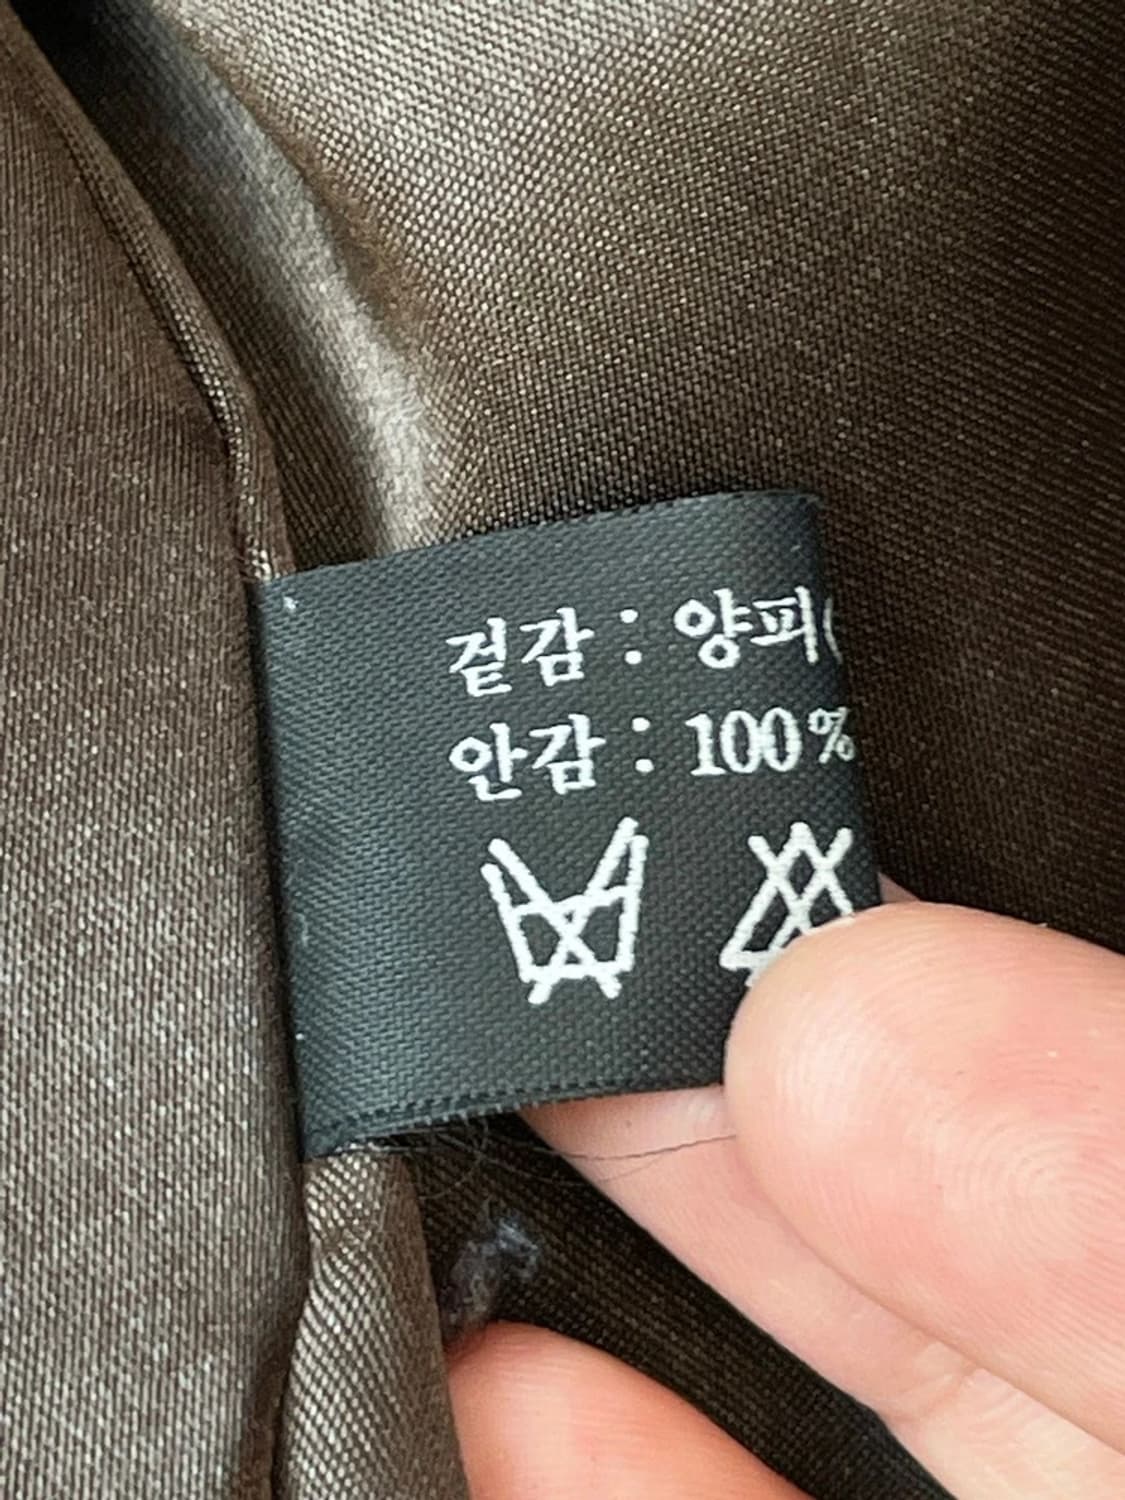 겉감 : 양피(
안감 : 100%